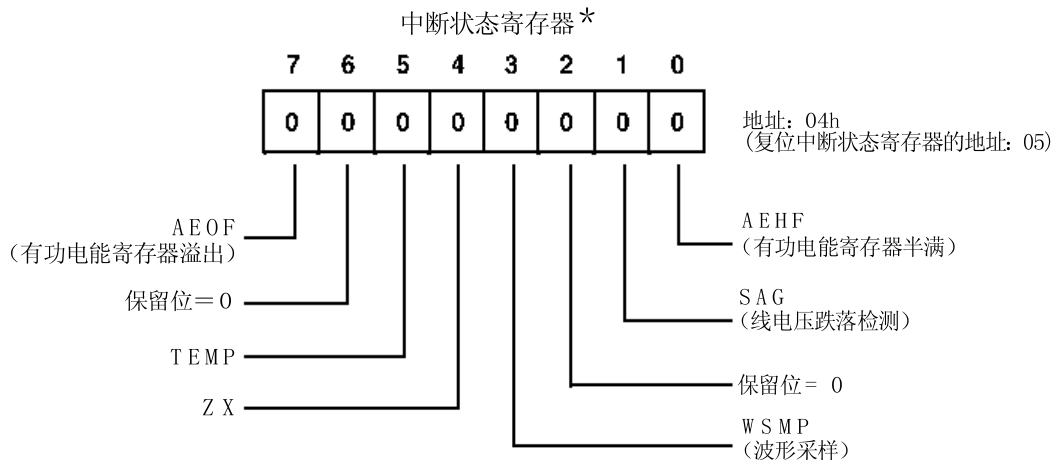 中断状态寄存器*
7 6 5 4 3 2 1 0
0 0 0 0 0 0 0 0
地址：04h
(复位中断状态寄存器的地址：05)
AEOF
（有功电能寄存器溢出）
保留位＝0
TEMP
ZX
AEHF
（有功电能寄存器半满）
SAG
（线电压跌落检测）
保留位= 0
WSMP
（波形采样）